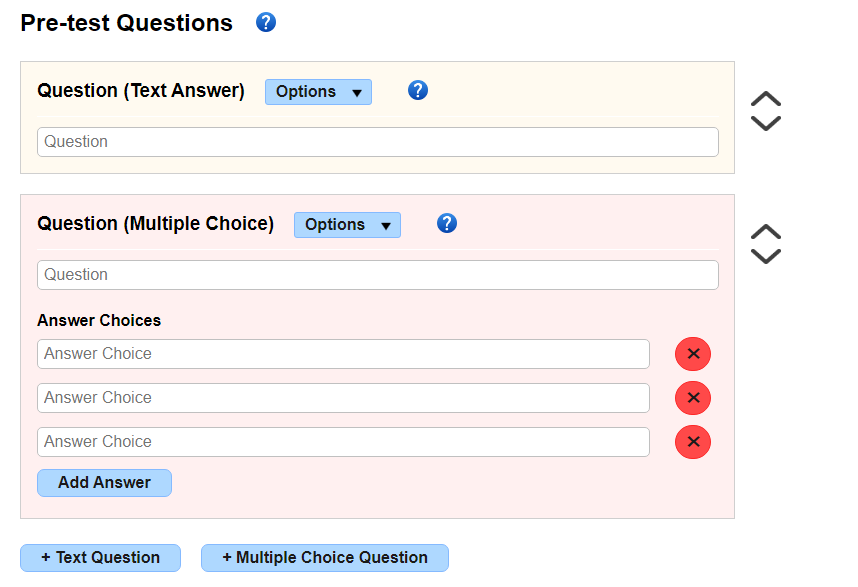 Pre-test Questions ?
Question (Text Answer) Options ▼ ?
Question
Question (Multiple Choice) Options ▼ ?
Question
Answer Choices
Answer Choice ✕
Answer Choice ✕
Answer Choice ✕
Add Answer
+ Text Question + Multiple Choice Question